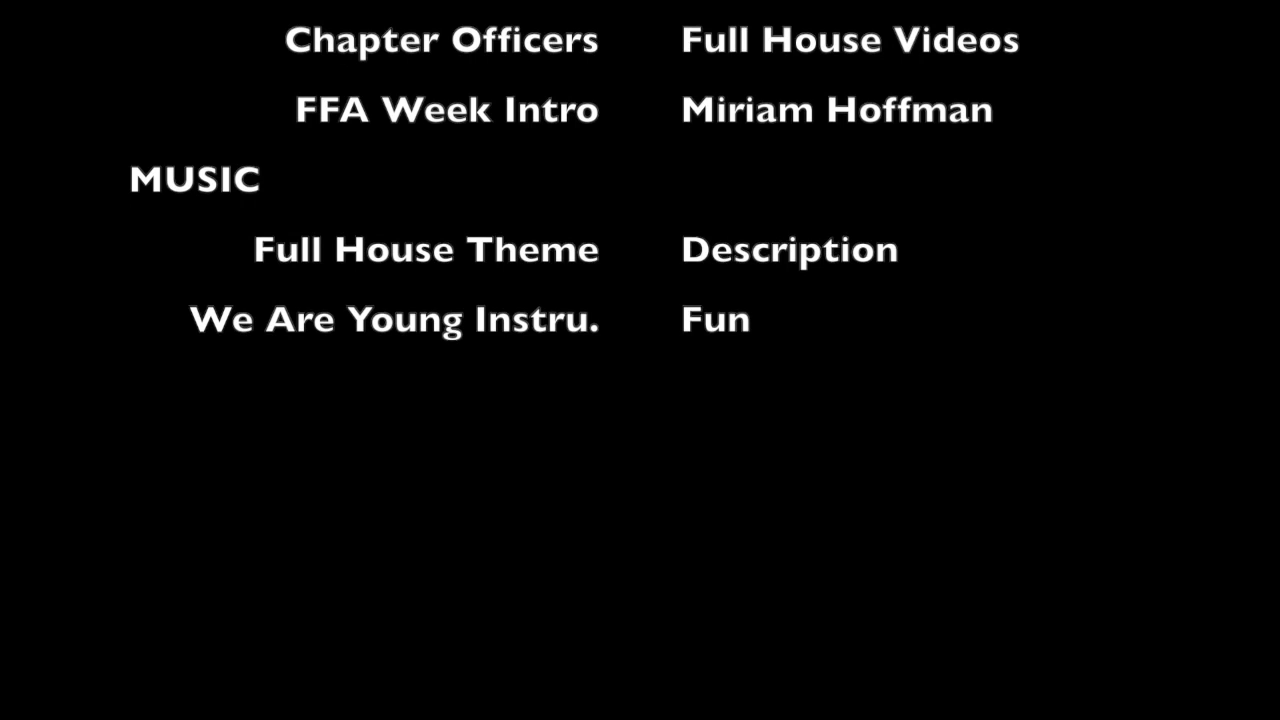 Chapter Officers Full House Videos
FFA Week Intro Miriam Hoffman
MUSIC
Full House Theme Description
We Are Young Instru. Fun